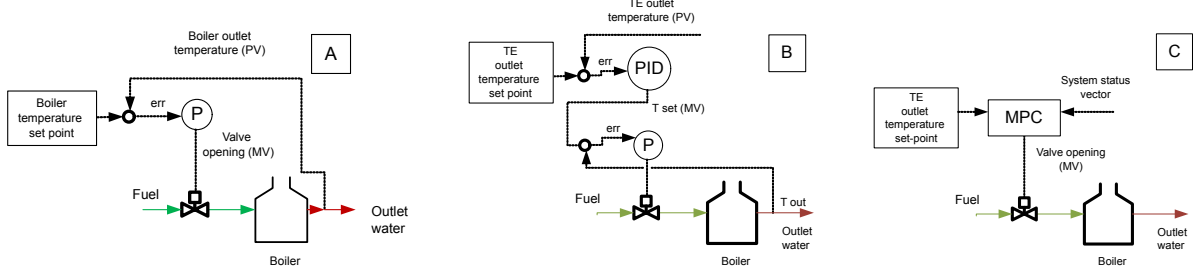 A
Boiler outlet
temperature (PV)
Boiler
temperature
set point
err
P
Valve
opening (MV)
Fuel
Outlet
water
Boiler
B
TE outlet
temperature (PV)
TE
outlet
temperature
set point
err
PID
T set (MV)
err
P
Fuel
T out
Outlet
water
Boiler
C
System status
vector
TE
outlet
temperature
set-point
MPC
Valve opening
(MV)
Fuel
Outlet
water
Boiler